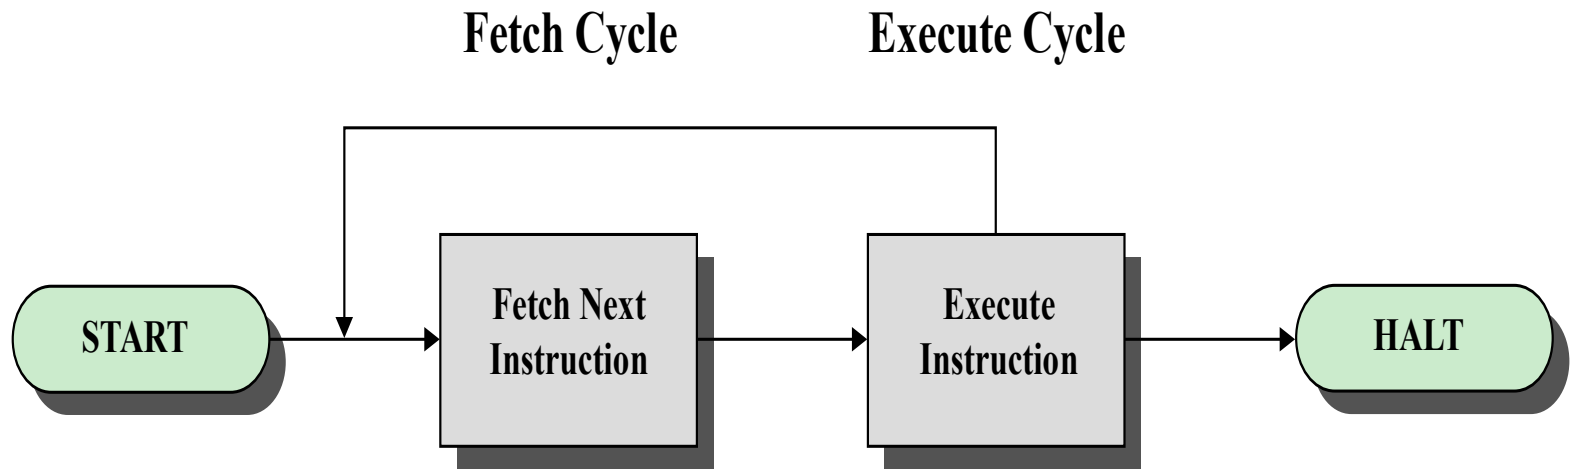 Fetch Cycle
Execute Cycle
START
Fetch Next
Instruction
Execute
Instruction
HALT